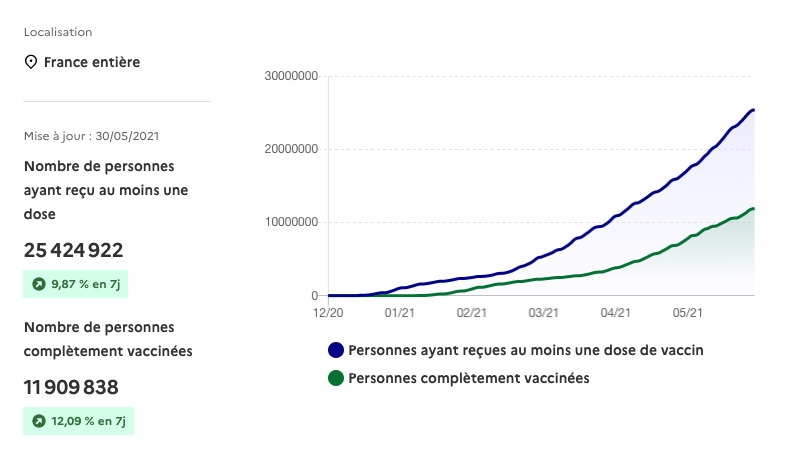 Localisation
France entière
Mise à jour : 30/05/2021
Nombre de personnes
ayant reçu au moins une
dose
25 424 922
9,87 % en 7j
Nombre de personnes
complètement vaccinées
11 909 838
12,09 % en 7j
30000000
20000000
10000000
0
12/20 01/21 02/21 03/21 04/21 05/21
Personnes ayant reçues au moins une dose de vaccin
Personnes complètement vaccinées